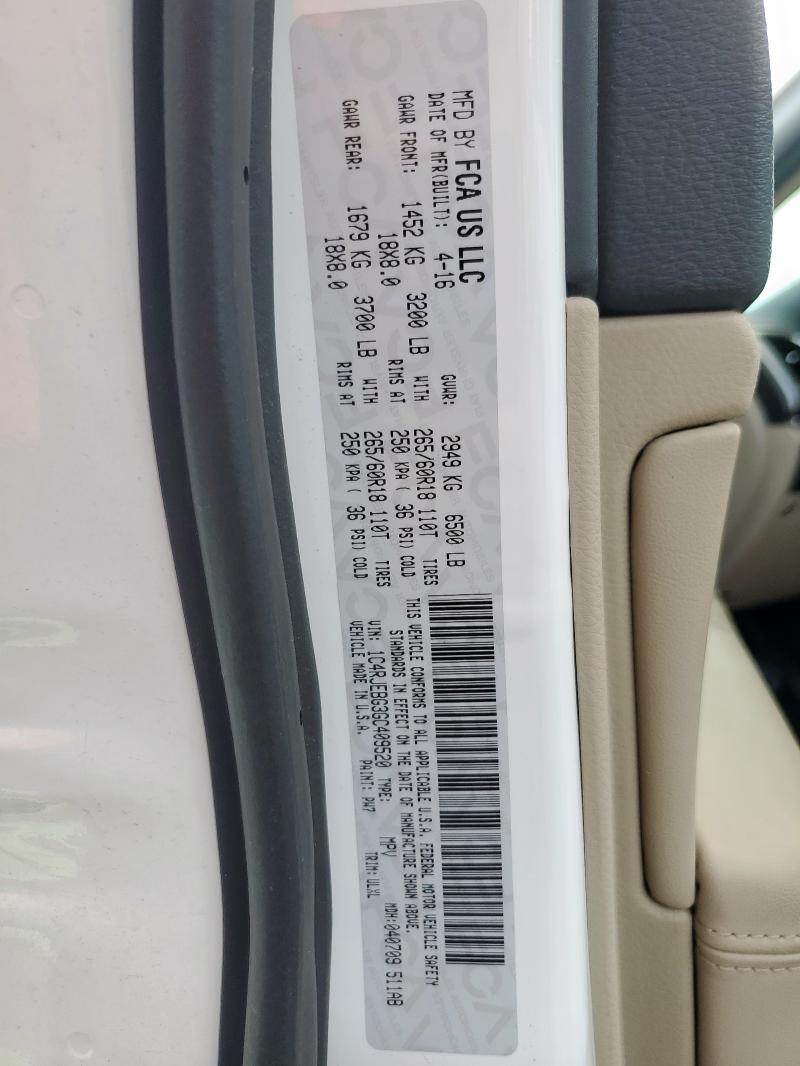 MFD BY FCA US LLC
DATE OF MFR(BUILT): 4-16 GVWR: 2949 KG 6500 LB
GAWR FRONT: 1452 KG 3200 LB WITH 265/60R18 110T TIRES
18X8.0 RIMS AT 250 KPA ( 36 PSI) COLD
GAWR REAR: 1679 KG 3700 LB WITH 265/60R18 110T TIRES
18X8.0 RIMS AT 250 KPA ( 36 PSI) COLD
THIS VEHICLE CONFORMS TO ALL APPLICABLE U.S.A. FEDERAL MOTOR VEHICLE SAFETY
STANDARDS IN EFFECT ON THE DATE OF MANUFACTURE SHOWN ABOVE.
VIN: 1C4RJEBG3GC409520 TYPE: MPV MDH:040709 511AB
VEHICLE MADE IN U.S.A. PAINT: PW7 TRIM: ULXL